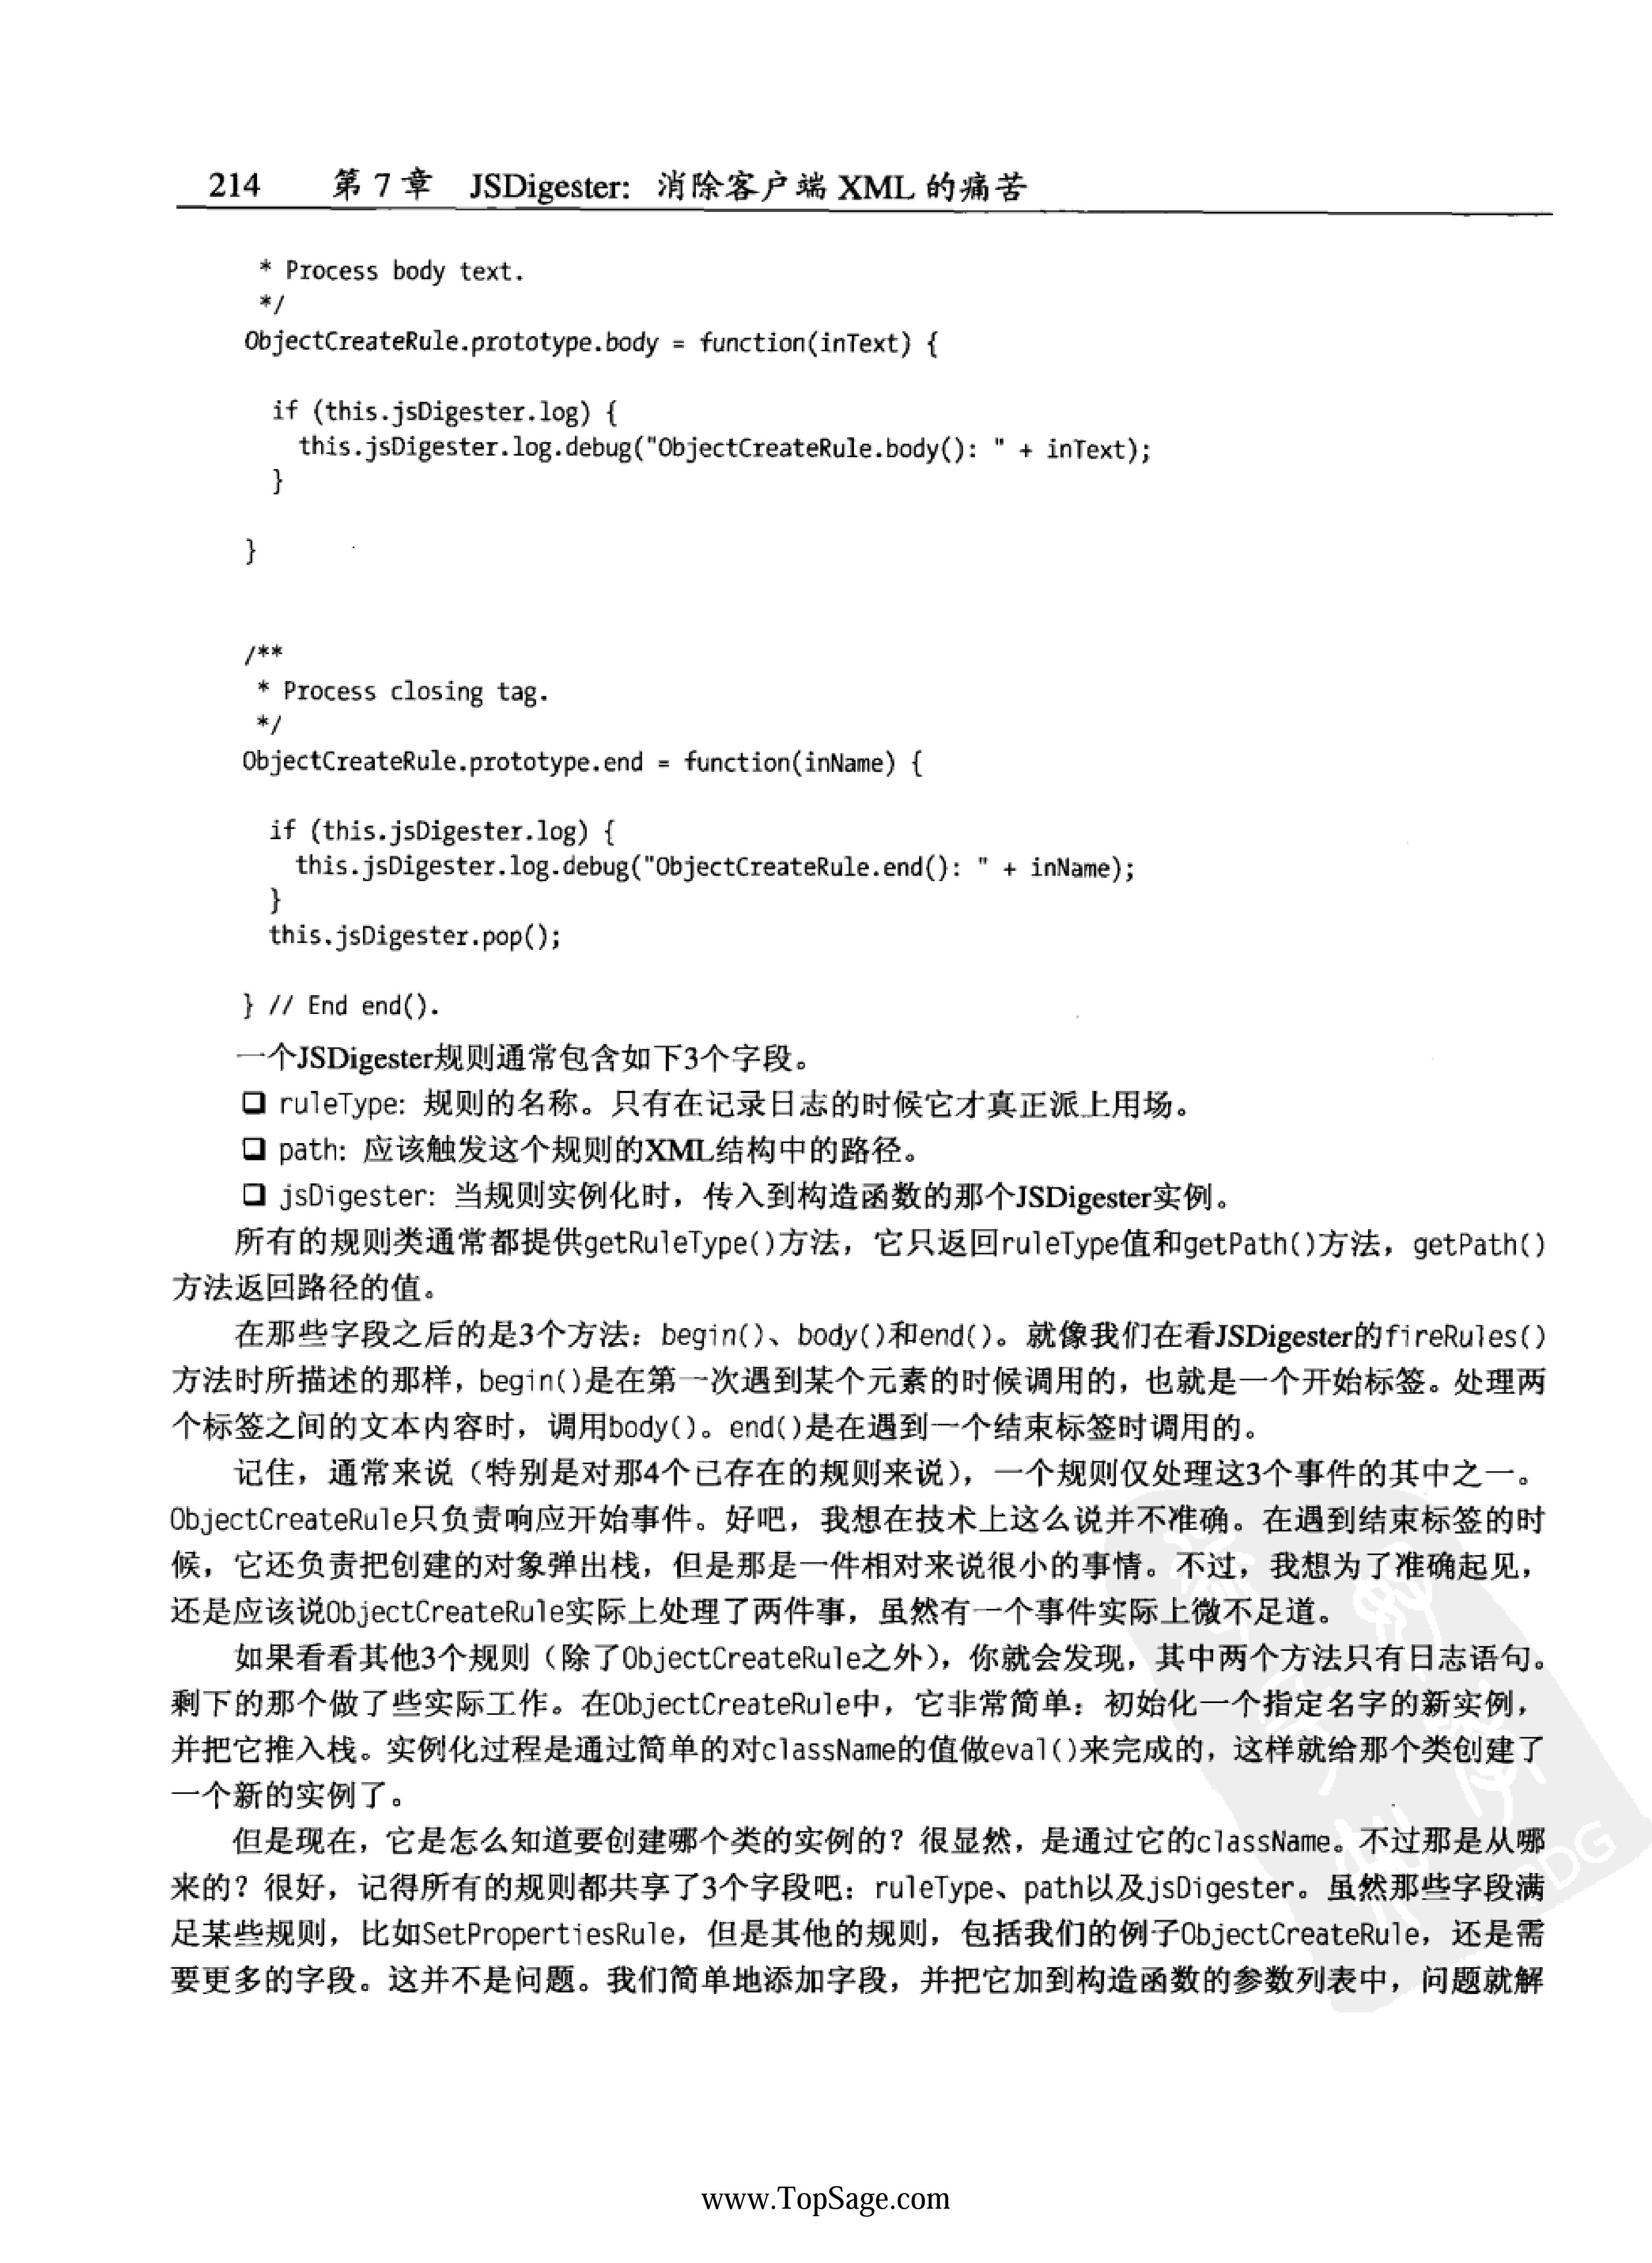 214 第 7 章 JSDigester: 消除客户端 XML 的痛苦
* Process body text.
*/
ObjectCreateRule.prototype.body = function(inText) {
if (this.jsDigester.log) {
this.jsDigester.log.debug("ObjectCreateRule.body(): " + inText);
}
}
/**
* Process closing tag.
*/
ObjectCreateRule.prototype.end = function(inName) {
if (this.jsDigester.log) {
this.jsDigester.log.debug("ObjectCreateRule.end(): " + inName);
}
this.jsDigester.pop();
} // End end().
一个JSDigester规则通常包含如下3个字段。
❑ ruleType: 规则的名称。只有在记录日志的时候它才真正派上用场。
❑ path: 应该触发这个规则的XML结构中的路径。
❑ jsDigester: 当规则实例化时，传入到构造函数的那个JSDigester实例。
所有的规则类通常都提供getRuleType()方法，它只返回ruleType值和getPath()方法，getPath()
方法返回路径的值。
在那些字段之后的是3个方法：begin()、body()和end()。就像我们在看JSDigester的fireRules()
方法时所描述的那样，begin()是在第一次遇到某个元素的时候调用的，也就是一个开始标签。处理两
个标签之间的文本内容时，调用body()。end()是在遇到一个结束标签时调用的。
记住，通常来说（特别是对那4个已存在的规则来说），一个规则仅处理这3个事件的其中之一。
ObjectCreateRule只负责响应开始事件。好吧，我想在技术上这么说并不准确。在遇到结束标签的时
候，它还负责把创建的对象弹出栈，但是那是一件相对来说很小的事情。不过，我想为了准确起见，
还是应该说ObjectCreateRule实际上处理了两件事，虽然有一个事件实际上微不足道。
如果看看其他3个规则（除了ObjectCreateRule之外），你就会发现，其中两个方法只有日志语句。
剩下的那个做了些实际工作。在ObjectCreateRule中，它非常简单：初始化一个指定名字的新实例，
并把它推入栈。实例化过程是通过简单的对className的值做eval()来完成的，这样就给那个类创建了
一个新的实例了。
但是现在，它是怎么知道要创建哪个类的实例的？很显然，是通过它的className。不过那是从哪
来的？很好，记得所有的规则都共享了3个字段吧：ruleType、path以及jsDigester。虽然那些字段满
足某些规则，比如SetPropertiesRule，但是其他的规则，包括我们的例子ObjectCreateRule，还是需
要更多的字段。这并不是问题。我们简单地添加字段，并把它加到构造函数的参数列表中，问题就解
www.TopSage.com